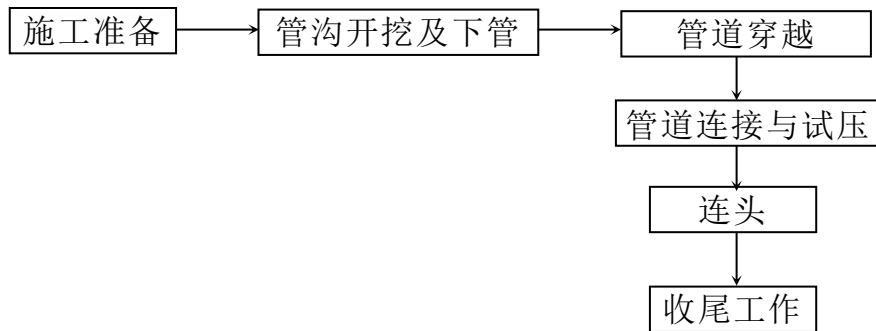 施工准备
管沟开挖及下管
管道穿越
管道连接与试压
连头
收尾工作